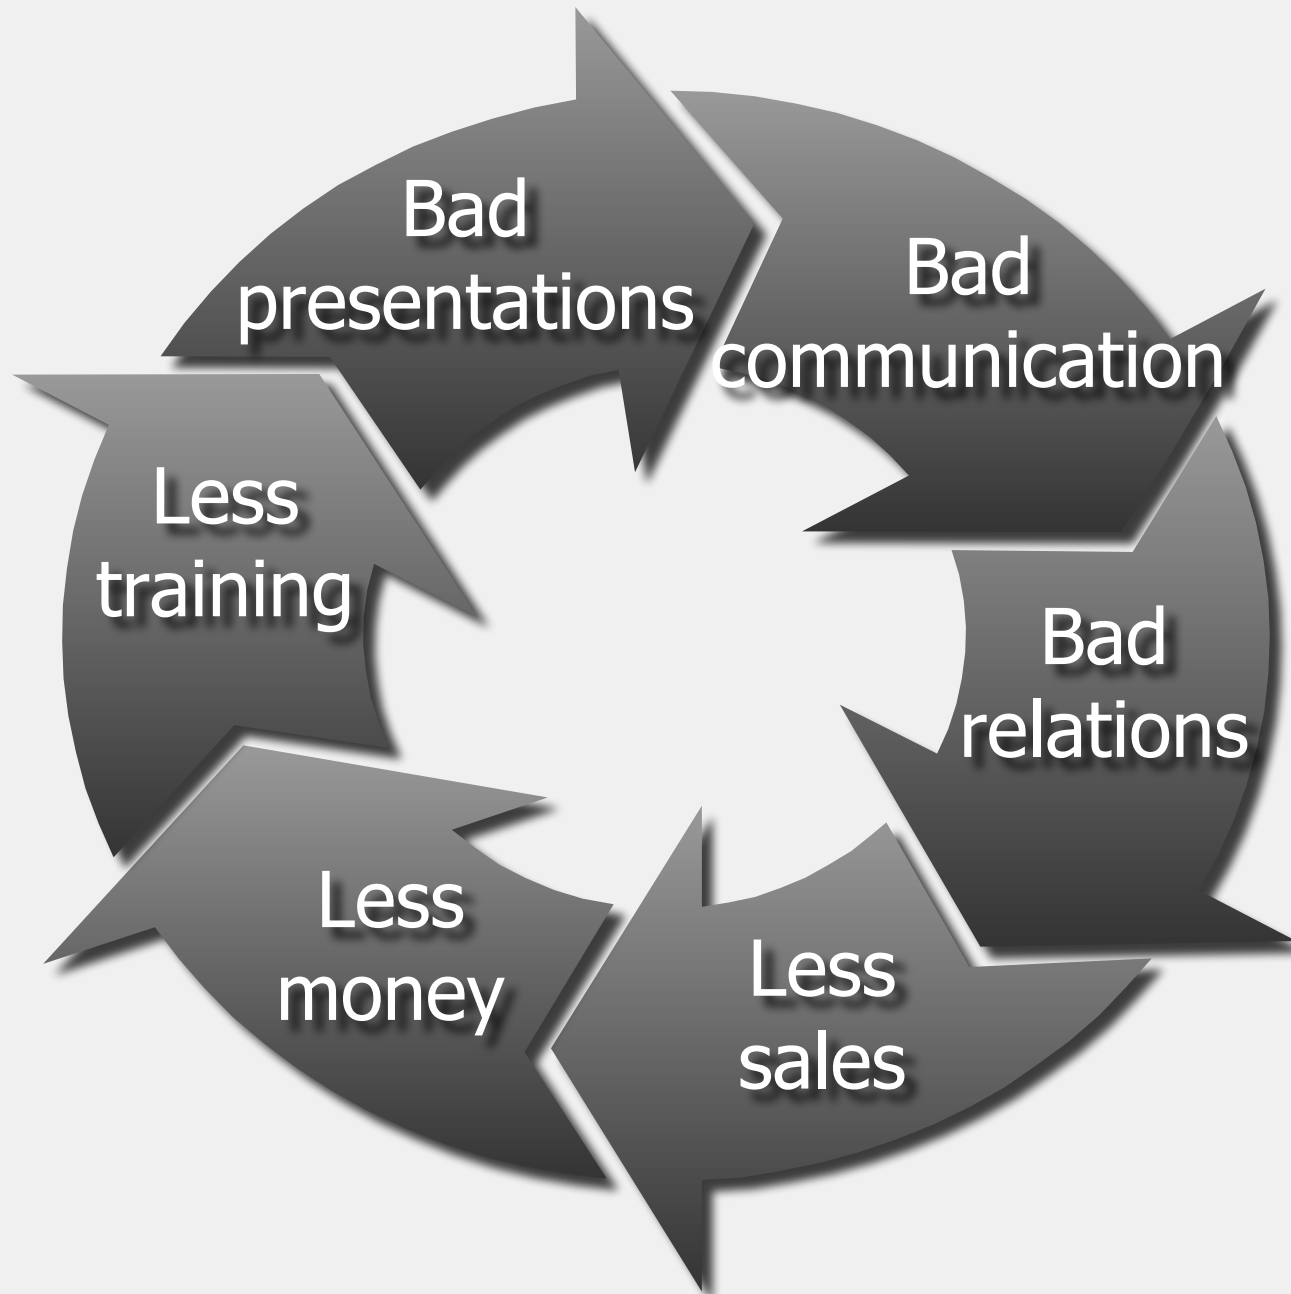 Bad
presentations
Bad
communication
Bad
relations
Less
sales
Less
money
Less
training